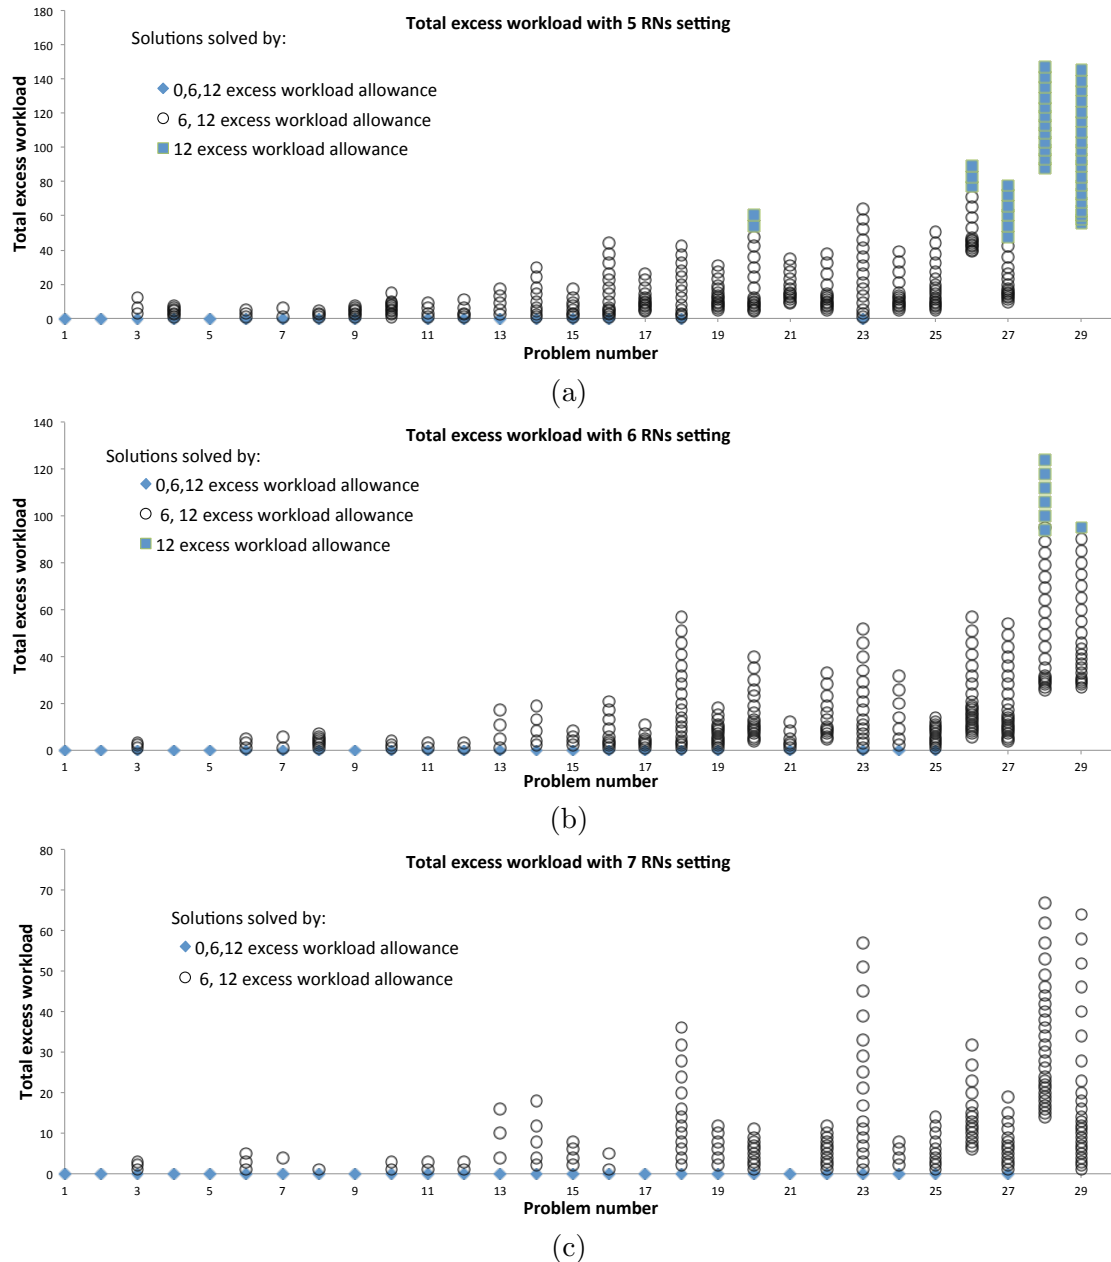 Total excess workload with 5 RNs setting
Solutions solved by:
0,6,12 excess workload allowance
6, 12 excess workload allowance
12 excess workload allowance
Total excess workload
180
160
140
120
100
80
60
40
20
0
1 3 5 7 9 11 13 15 17 19 21 23 25 27 29
Problem number
(a)
Total excess workload with 6 RNs setting
Solutions solved by:
0,6,12 excess workload allowance
6, 12 excess workload allowance
12 excess workload allowance
Total excess workload
140
120
100
80
60
40
20
0
1 3 5 7 9 11 13 15 17 19 21 23 25 27 29
Problem number
(b)
Total excess workload with 7 RNs setting
Solutions solved by:
0,6,12 excess workload allowance
6, 12 excess workload allowance
Total excess workload
80
70
60
50
40
30
20
10
0
1 3 5 7 9 11 13 15 17 19 21 23 25 27 29
Problem number
(c)